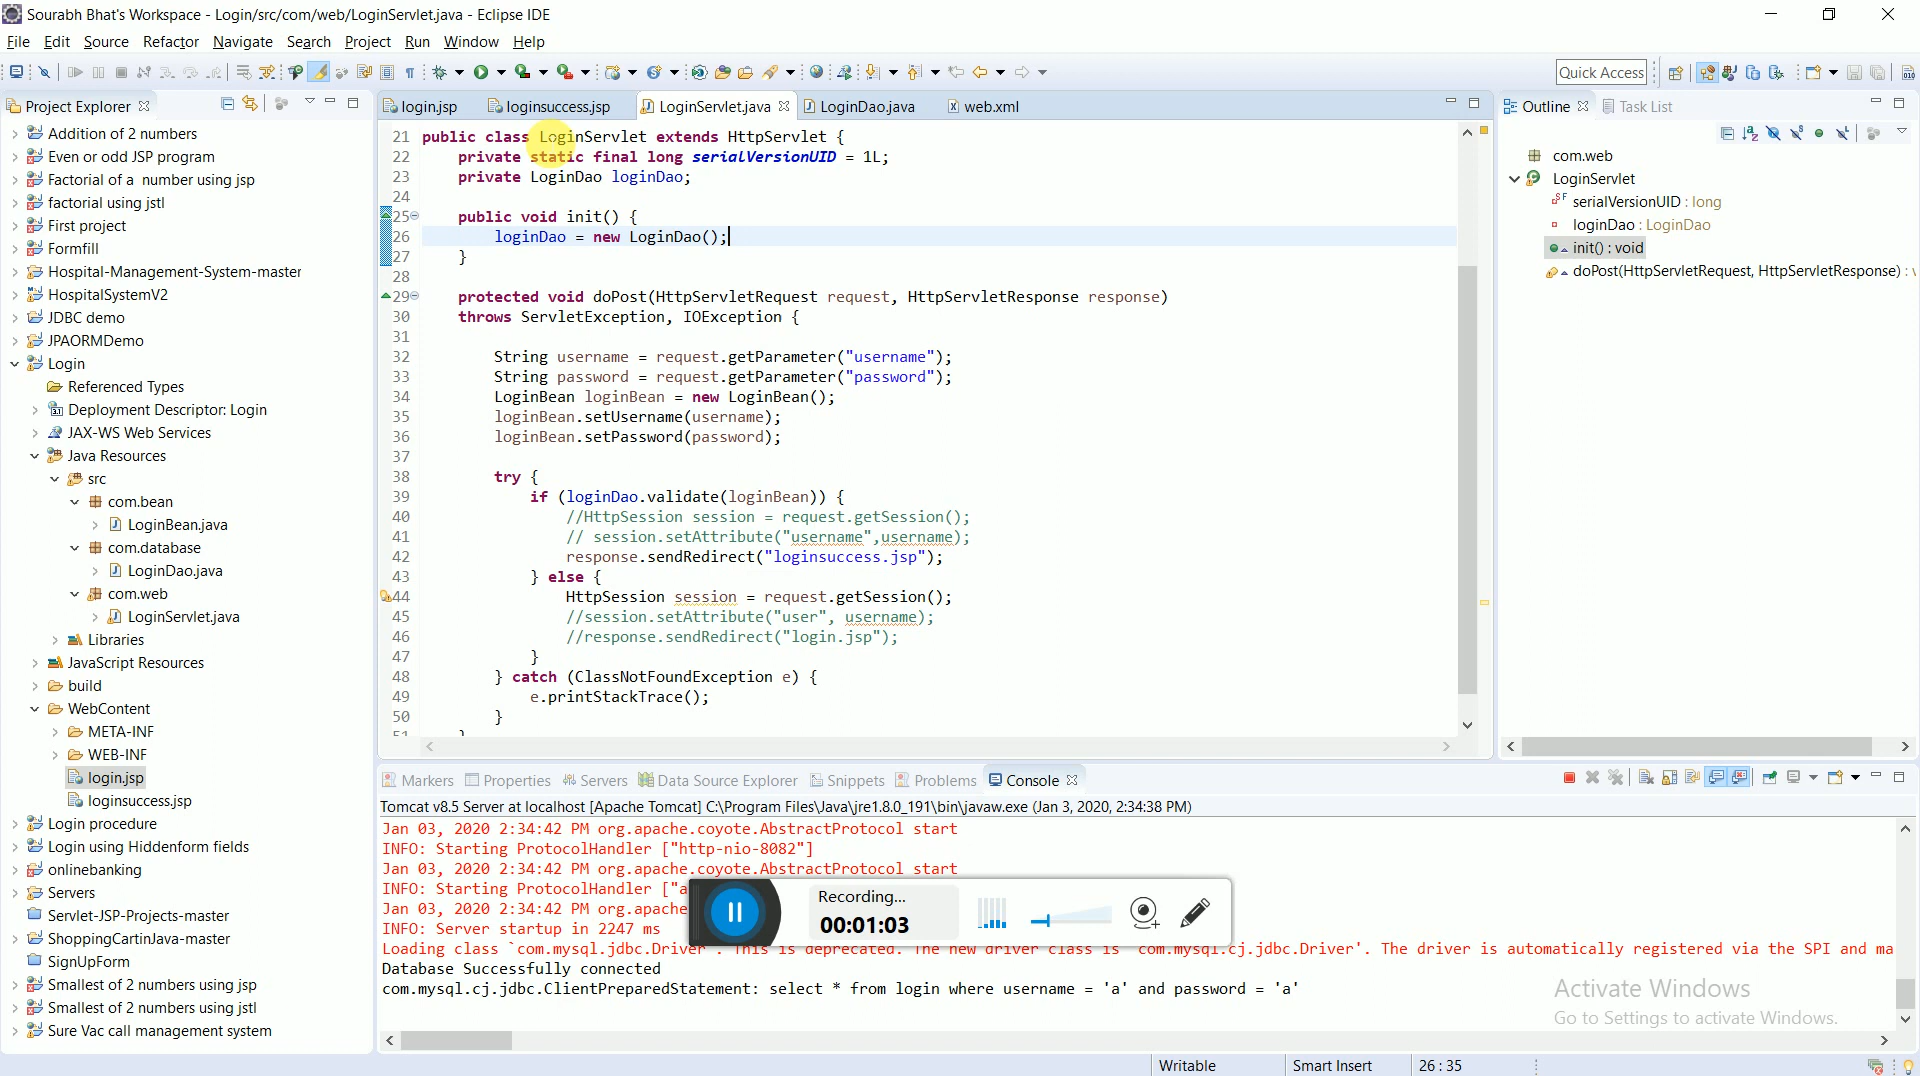 Sourabh Bhat's Workspace - Login/src/com/web/LoginServlet.java - Eclipse IDE
File Edit Source Refactor Navigate Search Project Run Window Help
Quick Access
Project Explorer
Addition of 2 numbers
Even or odd JSP program
Factorial of a number using jsp
factorial using jstl
First project
Formfill
Hospital-Management-System-master
HospitalSystemV2
JDBC demo
JPAORMDemo
Login
Referenced Types
Deployment Descriptor: Login
JAX-WS Web Services
Java Resources
src
com.bean
LoginBean.java
com.database
LoginDao.java
com.web
LoginServlet.java
Libraries
JavaScript Resources
build
WebContent
META-INF
WEB-INF
login.jsp
loginsuccess.jsp
Login procedure
Login using Hiddenform fields
onlinebanking
Servers
Servlet-JSP-Projects-master
ShoppingCartinJava-master
SignUpForm
Smallest of 2 numbers using jsp
Smallest of 2 numbers using jstl
Sure Vac call management system
login.jsp loginsuccess.jsp LoginServlet.java LoginDao.java web.xml
21 public class LoginServlet extends HttpServlet {
22 private static final long serialVersionUID = 1L;
23 private LoginDao loginDao;
24
25 public void init() {
26 loginDao = new LoginDao();
27 }
28
29 protected void doPost(HttpServletRequest request, HttpServletResponse response)
30 throws ServletException, IOException {
31
32 String username = request.getParameter("username");
33 String password = request.getParameter("password");
34 LoginBean loginBean = new LoginBean();
35 loginBean.setUsername(username);
36 loginBean.setPassword(password);
37
38 try {
39 if (loginDao.validate(loginBean)) {
40 //HttpSession session = request.getSession();
41 // session.setAttribute("username",username);
42 response.sendRedirect("loginsuccess.jsp");
43 } else {
44 HttpSession session = request.getSession();
45 //session.setAttribute("user", username);
46 //response.sendRedirect("login.jsp");
47 }
48 } catch (ClassNotFoundException e) {
49 e.printStackTrace();
50 }
51 }
Outline Task List
com.web
LoginServlet
serialVersionUID : long
loginDao : LoginDao
init() : void
doPost(HttpServletRequest, HttpServletResponse) :
Markers Properties Servers Data Source Explorer Snippets Problems Console
Tomcat v8.5 Server at localhost [Apache Tomcat] C:\Program Files\Java\jre1.8.0_191\bin\javaw.exe (Jan 3, 2020, 2:34:38 PM)
Jan 03, 2020 2:34:42 PM org.apache.coyote.AbstractProtocol start
INFO: Starting ProtocolHandler ["http-nio-8082"]
Jan 03, 2020 2:34:42 PM org.apache.coyote.AbstractProtocol start
INFO: Starting ProtocolHandler ["a
Jan 03, 2020 2:34:42 PM org.apache
INFO: Server startup in 2247 ms
Loading class `com.mysql.jdbc.Driver'. This is deprecated. The new driver class is `com.mysql.cj.jdbc.Driver'. The driver is automatically registered via the SPI and ma
Database Successfully connected
com.mysql.cj.jdbc.ClientPreparedStatement: select * from login where username = 'a' and password = 'a'
Recording...
00:01:03
Activate Windows
Go to Settings to activate Windows.
Writable Smart Insert 26 : 35